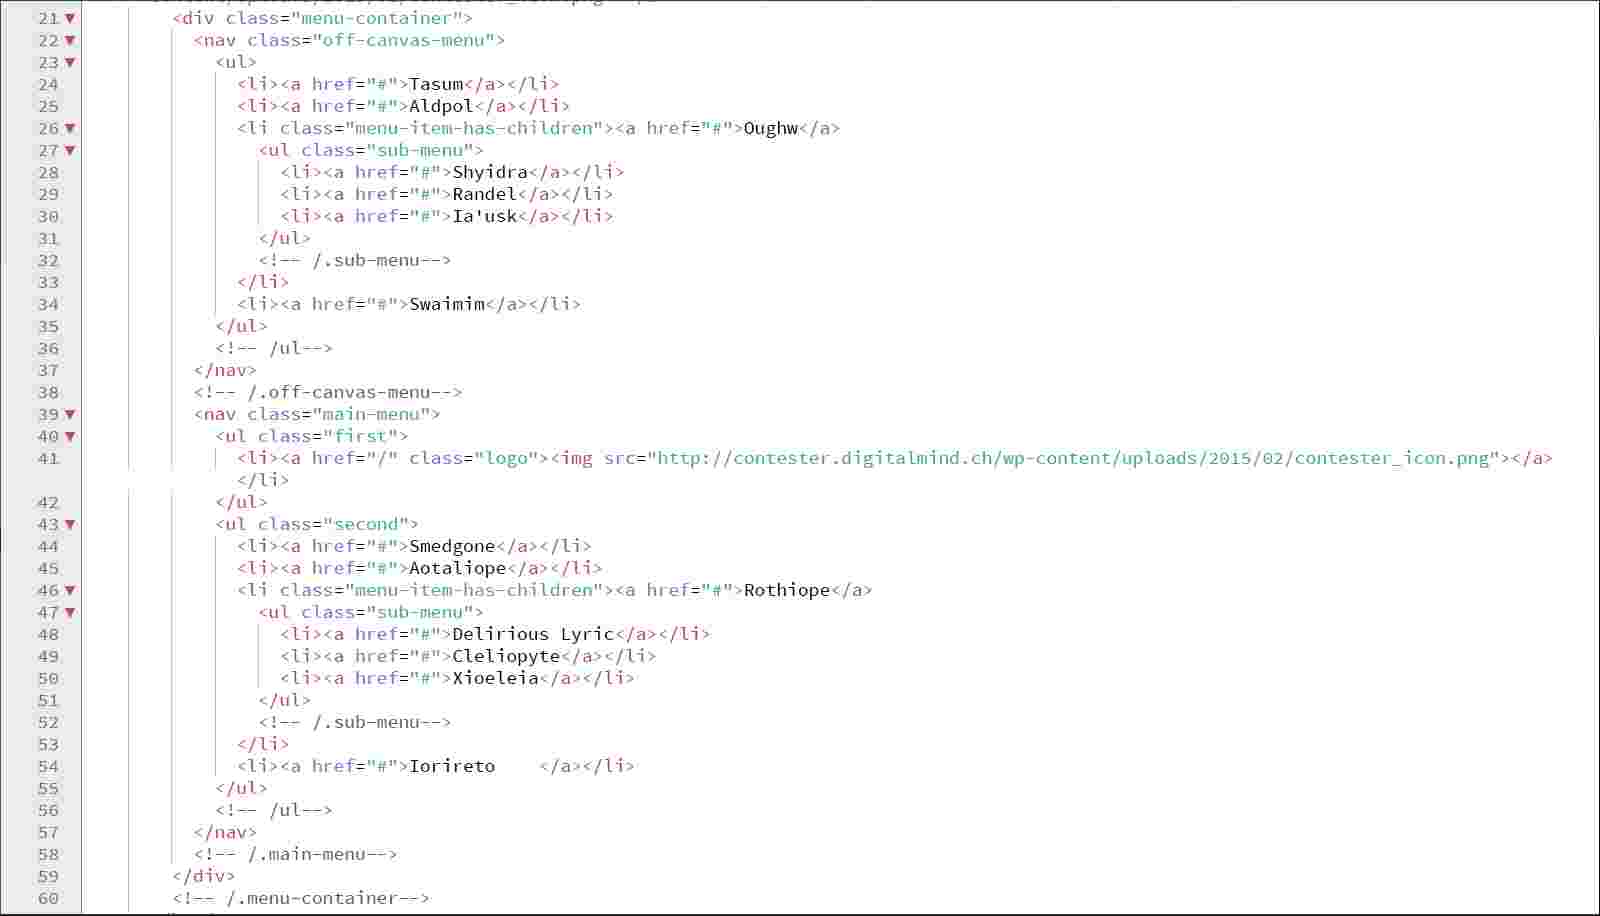 21 <div class="menu-container">
22 <nav class="off-canvas-menu">
23 <ul>
24 <li><a href="#">Tasum</a></li>
25 <li><a href="#">Aldpol</a></li>
26 <li class="menu-item-has-children"><a href="#">Oughw</a>
27 <ul class="sub-menu">
28 <li><a href="#">Shyidra</a></li>
29 <li><a href="#">Randel</a></li>
30 <li><a href="#">Ia'usk</a></li>
31 </ul>
32 <!-- /.sub-menu-->
33 </li>
34 <li><a href="#">Swaimim</a></li>
35 </ul>
36 <!-- /ul-->
37 </nav>
38 <!-- /.off-canvas-menu-->
39 <nav class="main-menu">
40 <ul class="first">
41 <li><a href="/" class="logo"><img src="http://contester.digitalmind.ch/wp-content/uploads/2015/02/contester_icon.png"></a>
</li>
42 </ul>
43 <ul class="second">
44 <li><a href="#">Smedgone</a></li>
45 <li><a href="#">Aotaliope</a></li>
46 <li class="menu-item-has-children"><a href="#">Rothiope</a>
47 <ul class="sub-menu">
48 <li><a href="#">Delirious Lyric</a></li>
49 <li><a href="#">Cleliopyte</a></li>
50 <li><a href="#">Xioeleia</a></li>
51 </ul>
52 <!-- /.sub-menu-->
53 </li>
54 <li><a href="#">Iorireto    </a></li>
55 </ul>
56 <!-- /ul-->
57 </nav>
58 <!-- /.main-menu-->
59 </div>
60 <!-- /.menu-container-->